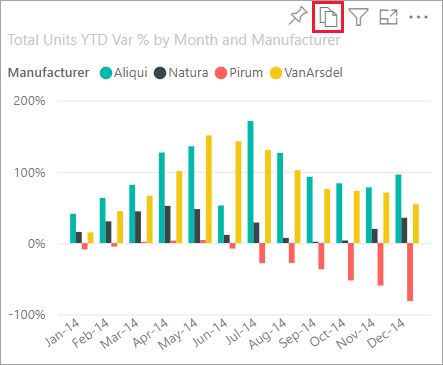 Total Units YTD Var % by Month and Manufacturer
Manufacturer Aliqui Natura Pirum VanArsdel
200%
100%
0%
-100%
Jan-14 Feb-14 Mar-14 Apr-14 May-14 Jun-14 Jul-14 Aug-14 Sep-14 Oct-14 Nov-14 Dec-14